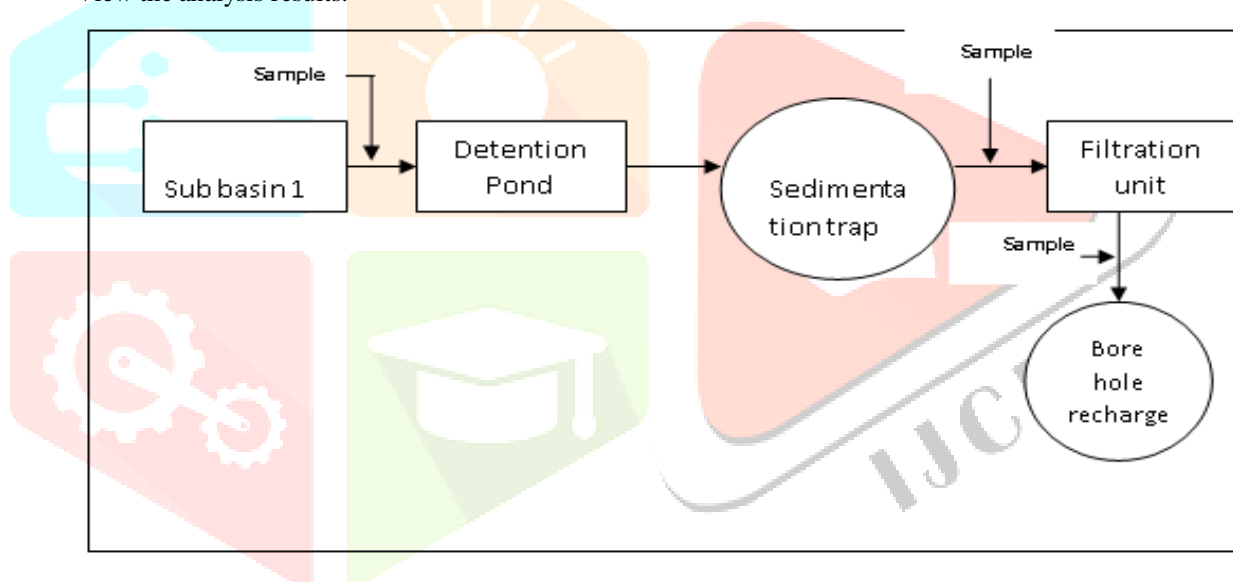 view the analysis results.
Sample
Sample
Sub basin 1
Detention
Pond
Sedimenta
tion trap
Filtration
unit
Sample
Bore
hole
recharge